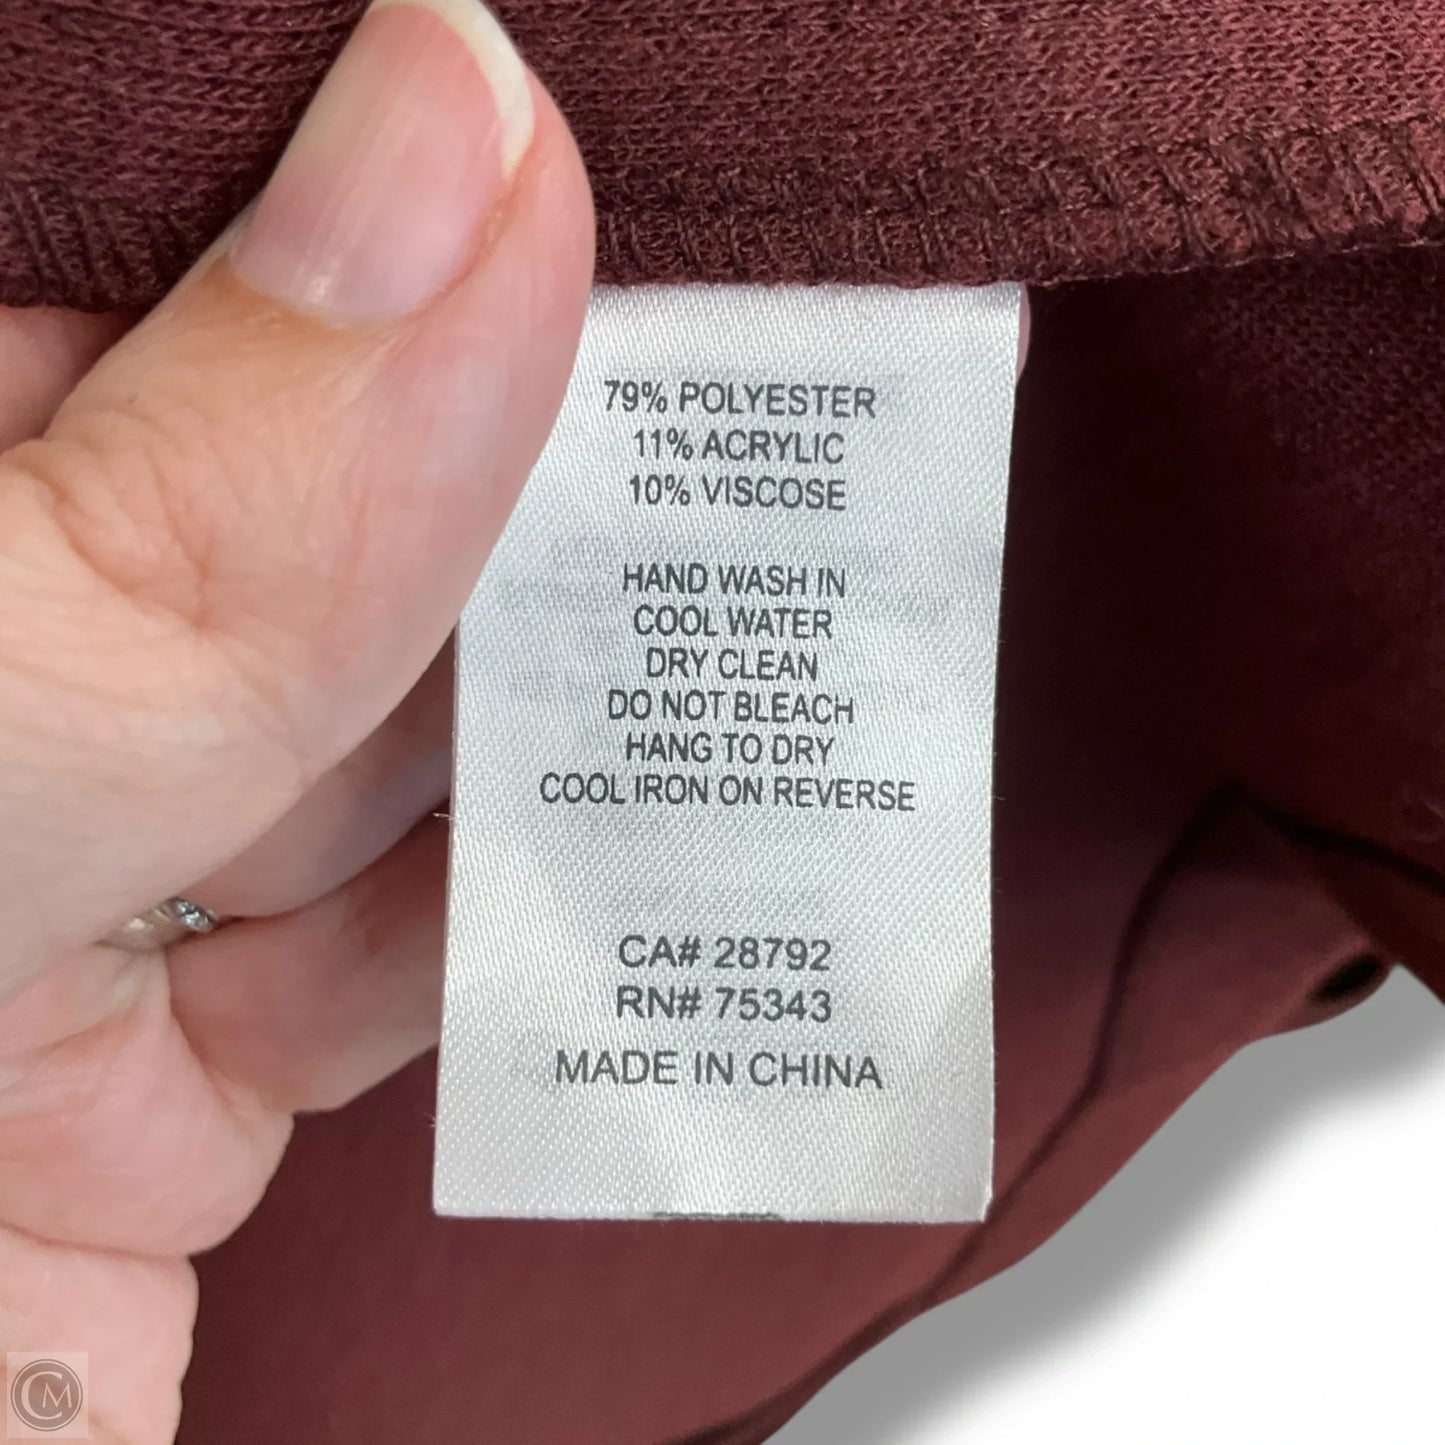 79% POLYESTER
11% ACRYLIC
10% VISCOSE
HAND WASH IN
COOL WATER
DRY CLEAN
DO NOT BLEACH
HANG TO DRY
COOL IRON ON REVERSE
CA# 28792
RN# 75343
MADE IN CHINA
CM